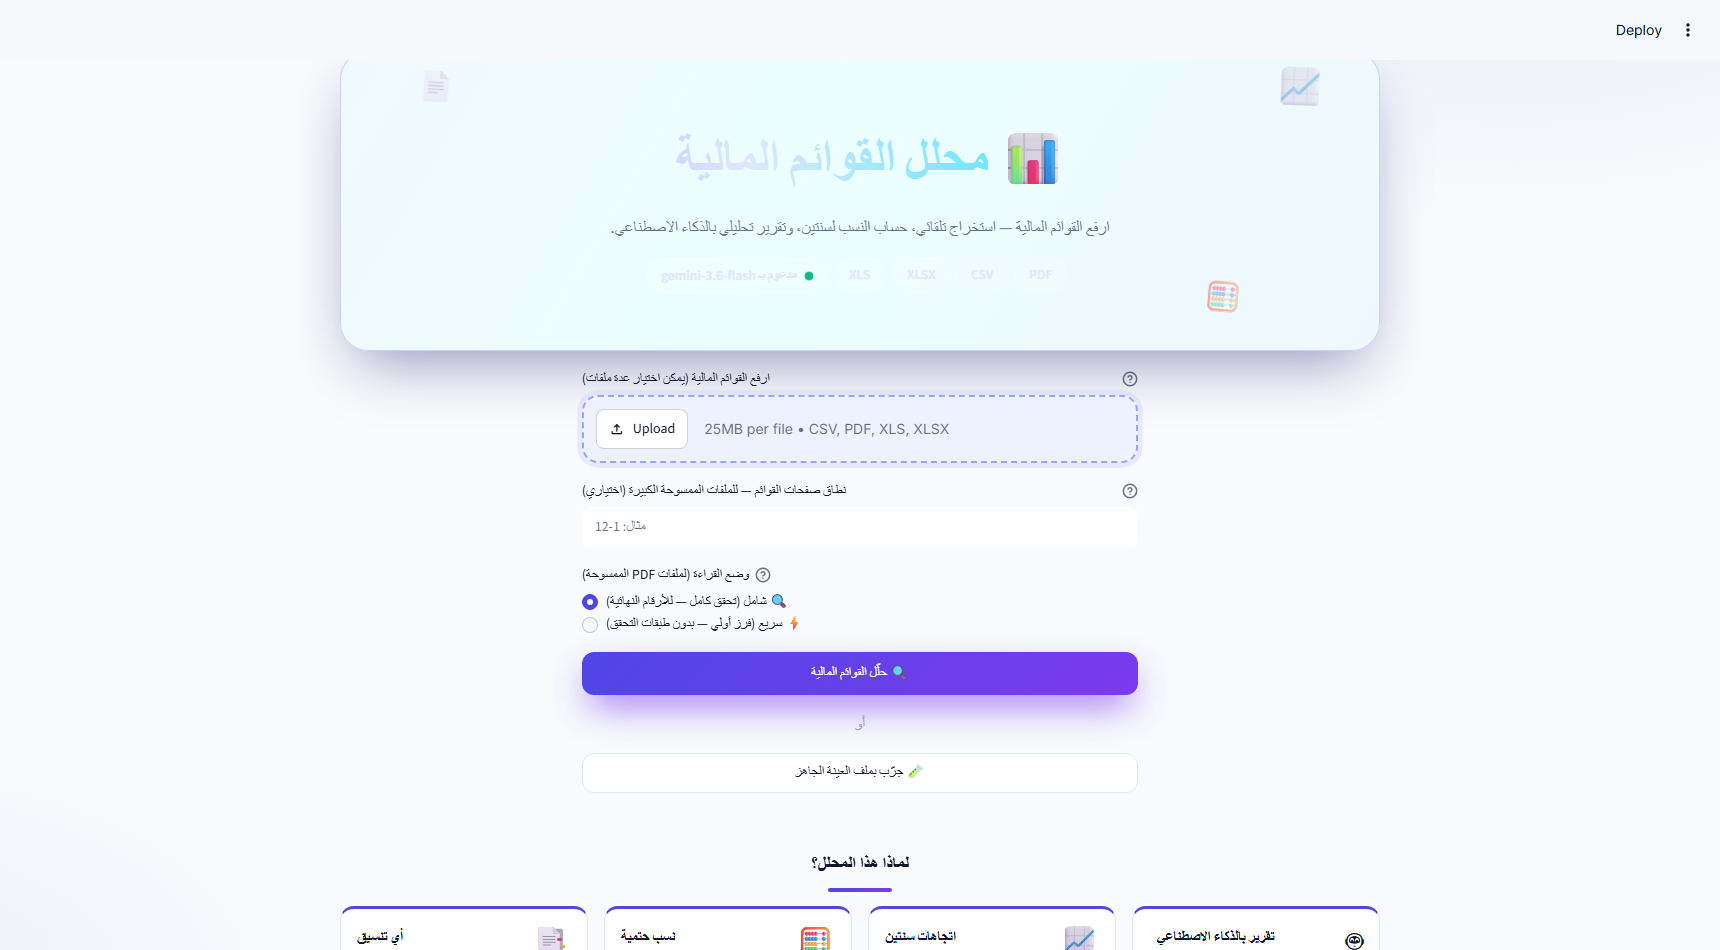 Deploy
محلل القوائم المالية
ارفع القوائم المالية — استخراج تلقائي، حساب النسب لسنتين، وتقرير تحليلي بالذكاء الاصطناعي.
PDF CSV XLSX XLS مدعوم بـ gemini-3.6-flash
ارفع القوائم المالية (يمكن اختيار عدة ملفات)
Upload 25MB per file • CSV, PDF, XLS, XLSX
نطاق صفحات القوائم — للملفات الممسوحة الكبيرة (اختياري)
مثال: 1-12
وضع القراءة (لملفات PDF الممسوحة)
شامل (تحقق كامل — للأرقام النهائية)
سريع (فرز أولي — بدون طبقات التحقق)
حلّل القوائم المالية
أو
جرّب بملف العينة الجاهز
لماذا هذا المحلل؟
تقرير بالذكاء الاصطناعي
اتجاهات سنتين
نسب حتمية
أي تنسيق